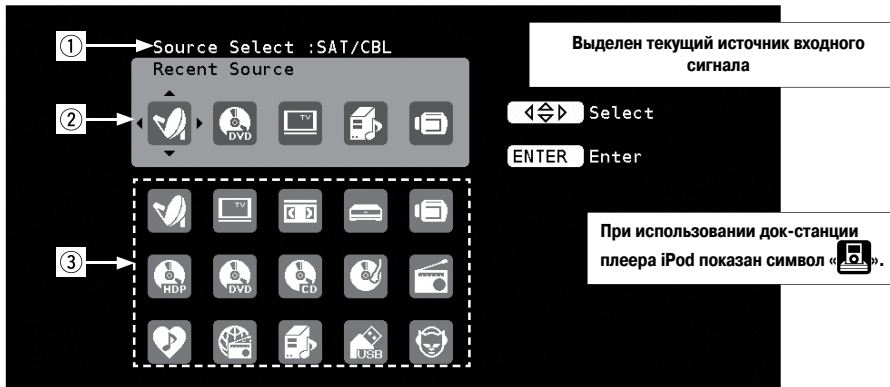 ① Source Select :SAT/CBL
Выделен текущий источник входного
сигнала
Recent Source
② DVD TV
Select
ENTER Enter
TV
③ HDP DVD CD
При использовании док-станции
плеера iPod показан символ « ».
USB